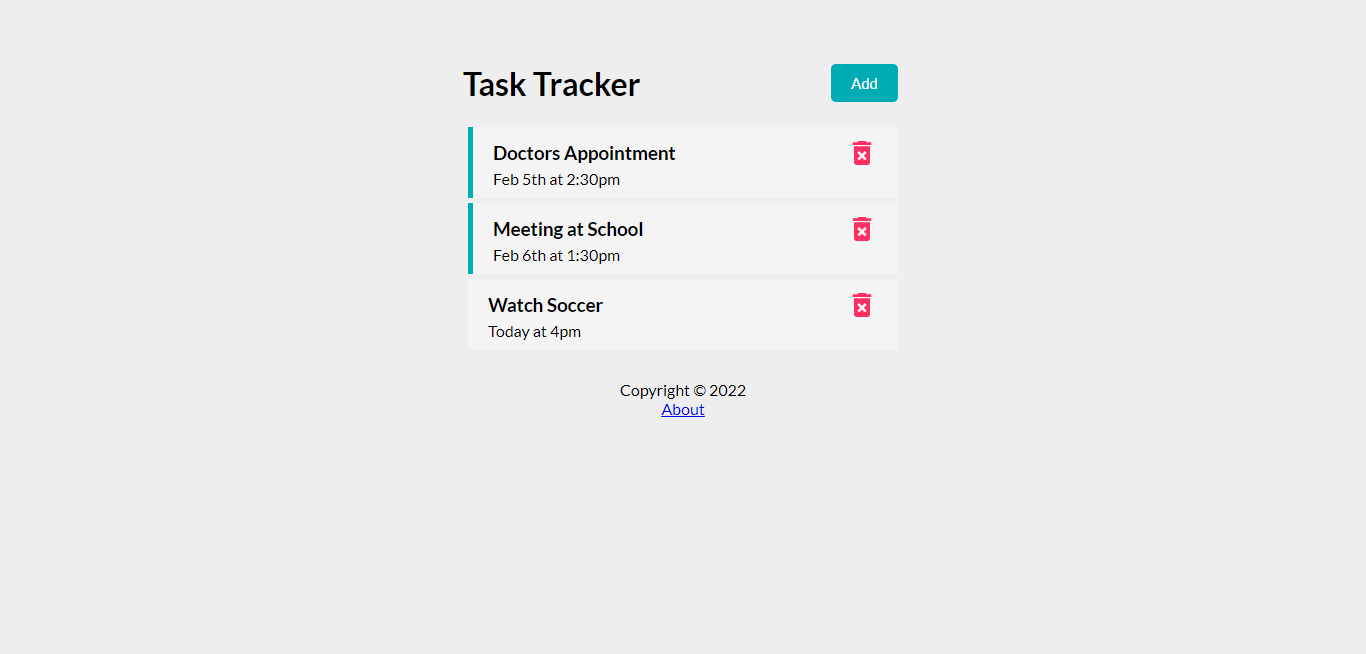 Task Tracker
Add
Doctors Appointment
Feb 5th at 2:30pm
Meeting at School
Feb 6th at 1:30pm
Watch Soccer
Today at 4pm
Copyright © 2022
About